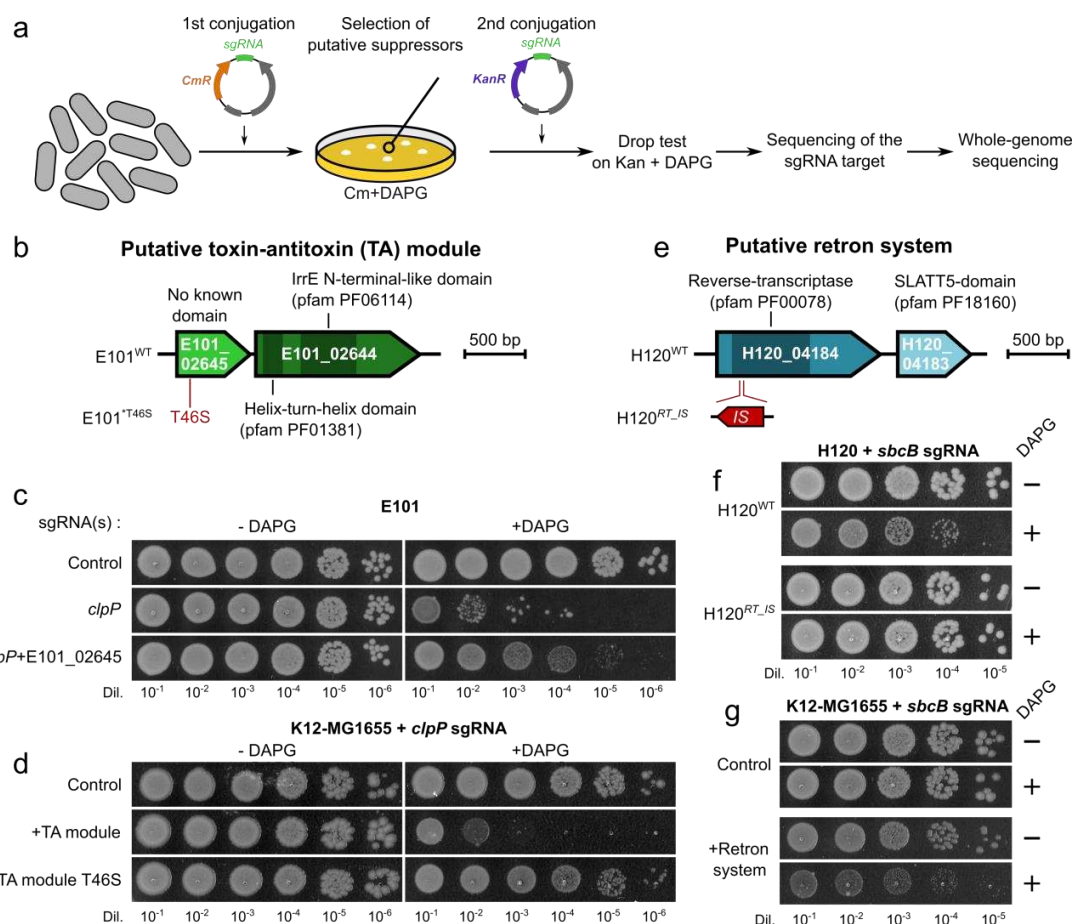 a
1st conjugation
sgRNA
CmR
Selection of
putative suppressors
Cm+DAPG
2nd conjugation
sgRNA
KanR
Drop test
on Kan + DAPG
Sequencing of the
sgRNA target
Whole-genome
sequencing
b
Putative toxin-antitoxin (TA) module
No known
domain
IrrE N-terminal-like domain
(pfam PF06114)
E101WT
E101_
02645
E101_02644
500 bp
E101*T46S
T46S
Helix-turn-helix domain
(pfam PF01381)
e
Putative retron system
Reverse-transcriptase
(pfam PF00078)
SLATT5-domain
(pfam PF18160)
H120WT
H120_04184
H120_
04183
500 bp
H120RT_IS
IS
c
E101
sgRNA(s) :
- DAPG
+DAPG
Control
clpP
pP+E101_02645
Dil. 10-1 10-2 10-3 10-4 10-5 10-6 10-1 10-2 10-3 10-4 10-5 10-6
d
K12-MG1655 + clpP sgRNA
- DAPG
+DAPG
Control
+TA module
TA module T46S
Dil. 10-1 10-2 10-3 10-4 10-5 10-6 10-1 10-2 10-3 10-4 10-5 10-6
f
H120 + sbcB sgRNA
DAPG
H120WT
−
+
H120RT_IS
−
+
Dil. 10-1 10-2 10-3 10-4 10-5
g
K12-MG1655 + sbcB sgRNA
DAPG
Control
−
+
+Retron
system
−
+
Dil. 10-1 10-2 10-3 10-4 10-5